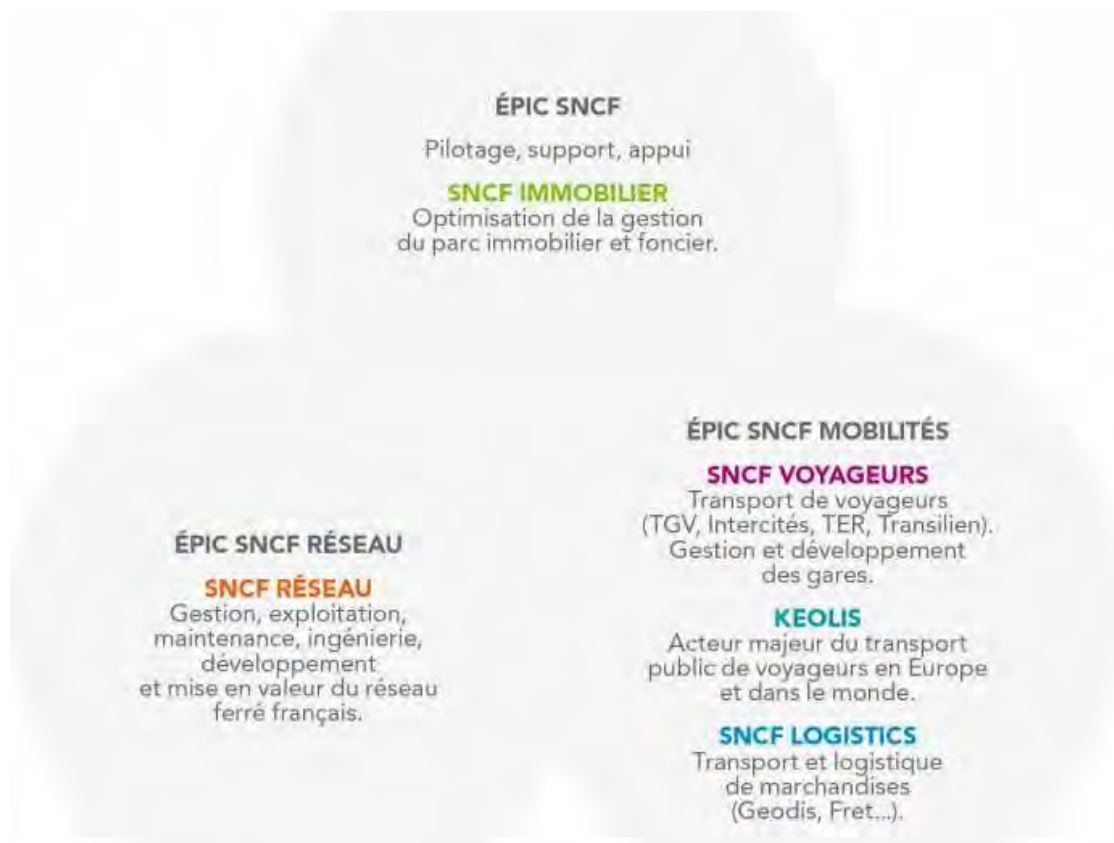 ÉPIC SNCF
Pilotage, support, appui
SNCF IMMOBILIER
Optimisation de la gestion
du parc immobilier et foncier.
ÉPIC SNCF RÉSEAU
SNCF RÉSEAU
Gestion, exploitation,
maintenance, ingénierie,
développement
et mise en valeur du réseau
ferré français.
ÉPIC SNCF MOBILITÉS
SNCF VOYAGEURS
Transport de voyageurs
(TGV, Intercités, TER, Transilien).
Gestion et développement
des gares.
KEOLIS
Acteur majeur du transport
public de voyageurs en Europe
et dans le monde.
SNCF LOGISTICS
Transport et logistique
de marchandises
(Geodis, Fret...).